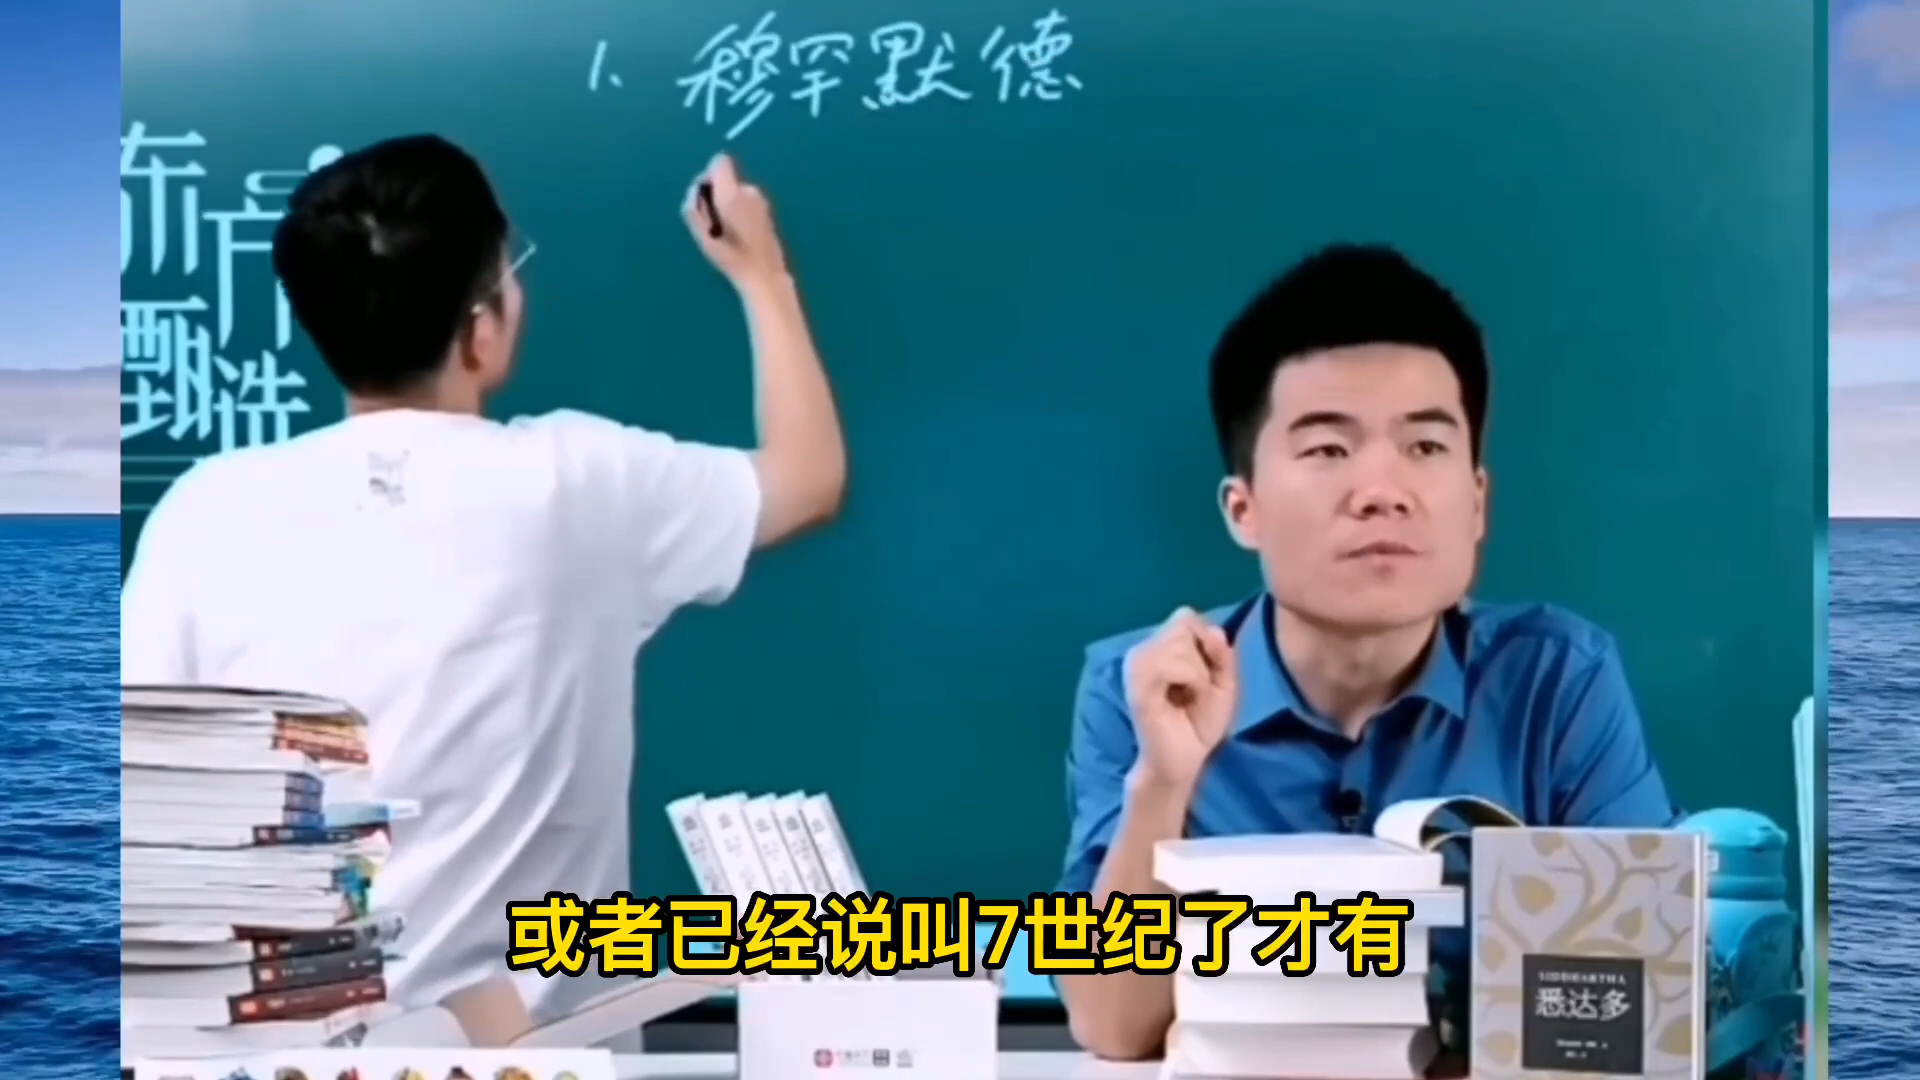 1、穆罕默德
东方
甄选
或者已经说叫7世纪了才有
SIDDHARTHA
悉达多